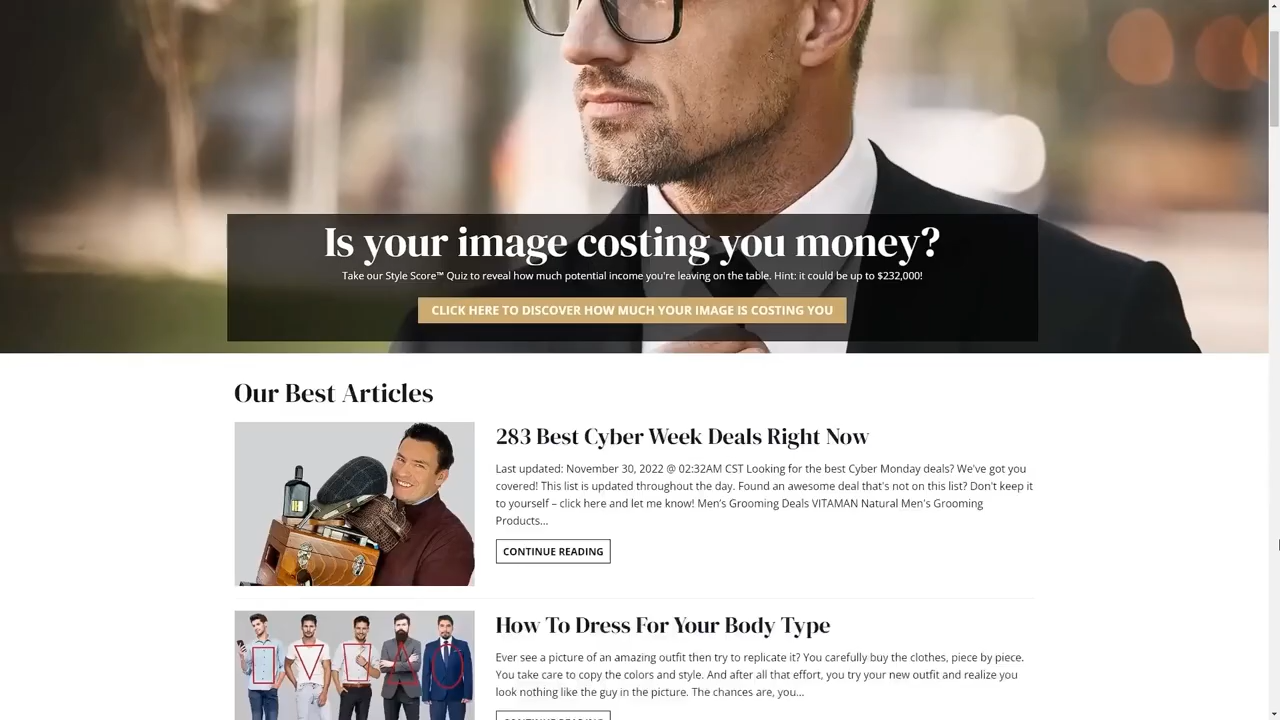 Is your image costing you money?
Take our Style Score™ Quiz to reveal how much potential income you're leaving on the table. Hint: it could be up to $232,000!
CLICK HERE TO DISCOVER HOW MUCH YOUR IMAGE IS COSTING YOU
Our Best Articles
283 Best Cyber Week Deals Right Now
Last updated: November 30, 2022 @ 02:32AM CST Looking for the best Cyber Monday deals? We've got you
covered! This list is updated throughout the day. Found an awesome deal that's not on this list? Don't keep it
to yourself – click here and let me know! Men’s Grooming Deals VITAMAN Natural Men's Grooming
Products...
CONTINUE READING
How To Dress For Your Body Type
Ever see a picture of an amazing outfit then try to replicate it? You carefully buy the clothes, piece by piece.
You take care to copy the colors and style. And after all that effort, you try your new outfit and realize you
look nothing like the guy in the picture. The chances are, you...
CONTINUE READING